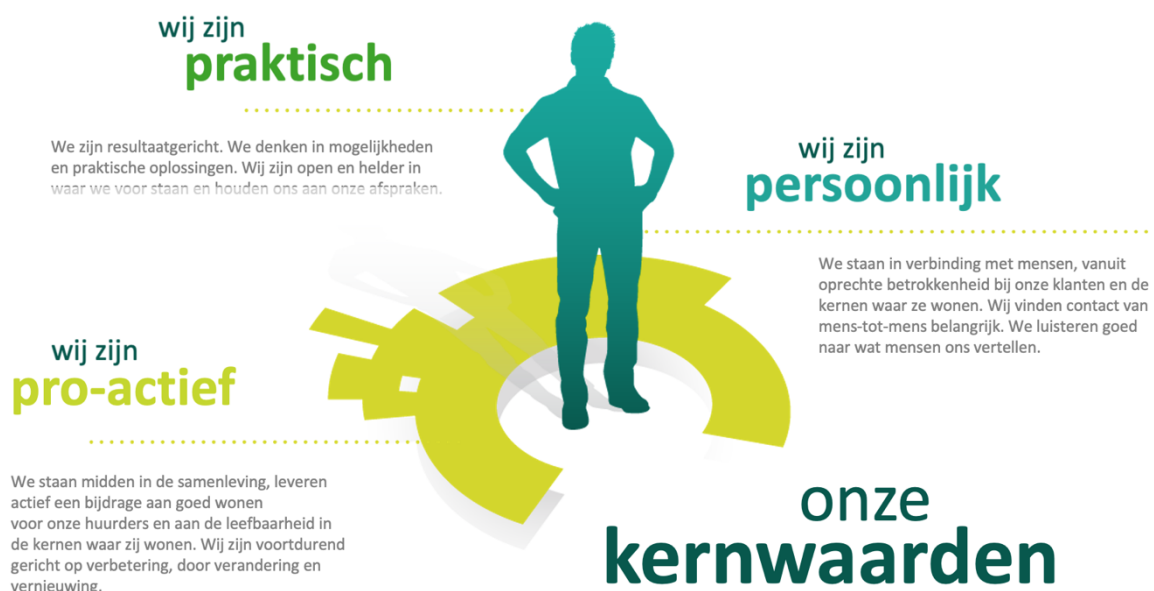 wij zijn
praktisch
We zijn resultaatgericht. We denken in mogelijkheden
en praktische oplossingen. Wij zijn open en helder in
waar we voor staan en houden ons aan onze afspraken.
wij zijn
persoonlijk
We staan in verbinding met mensen, vanuit
oprechte betrokkenheid bij onze klanten en de
kernen waar ze wonen. Wij vinden contact van
mens-tot-mens belangrijk. We luisteren goed
naar wat mensen ons vertellen.
wij zijn
pro-actief
We staan midden in de samenleving, leveren
actief een bijdrage aan goed wonen
voor onze huurders en aan de leefbaarheid in
de kernen waar zij wonen. Wij zijn voortdurend
gericht op verbetering, door verandering en
vernieuwing.
onze
kernwaarden